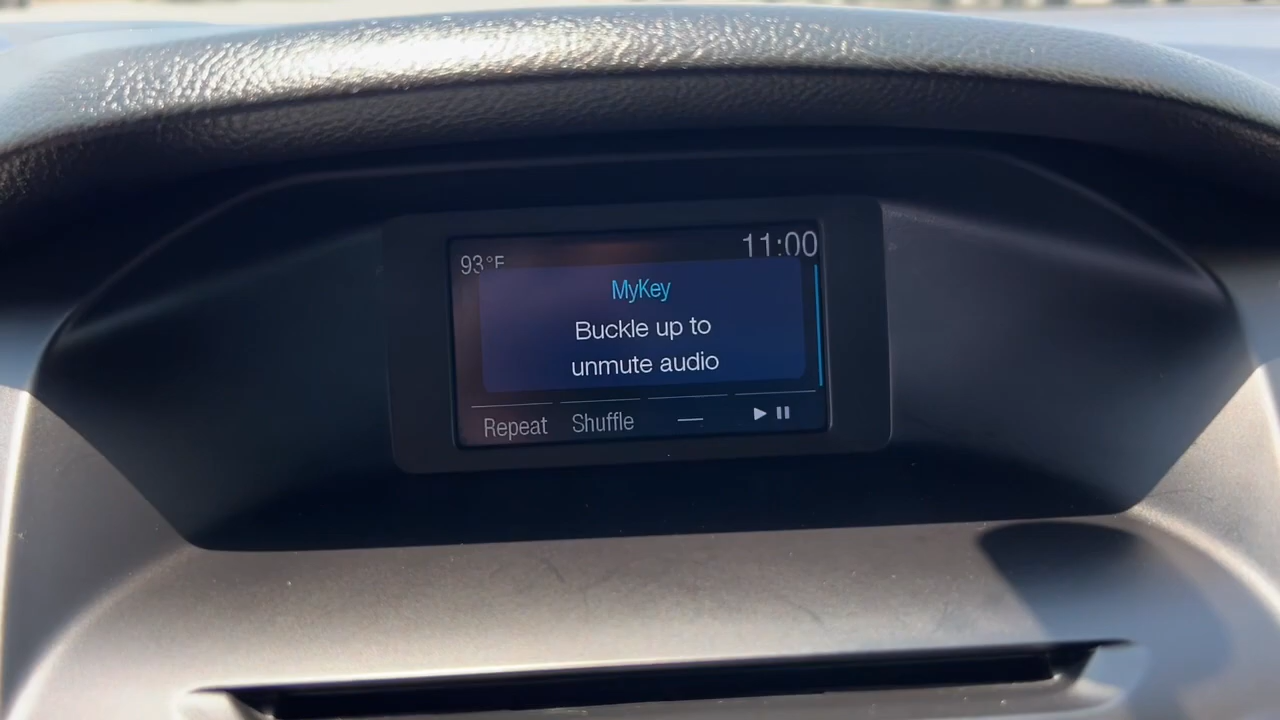 93°F 11:00
MyKey
Buckle up to
unmute audio
Repeat Shuffle —